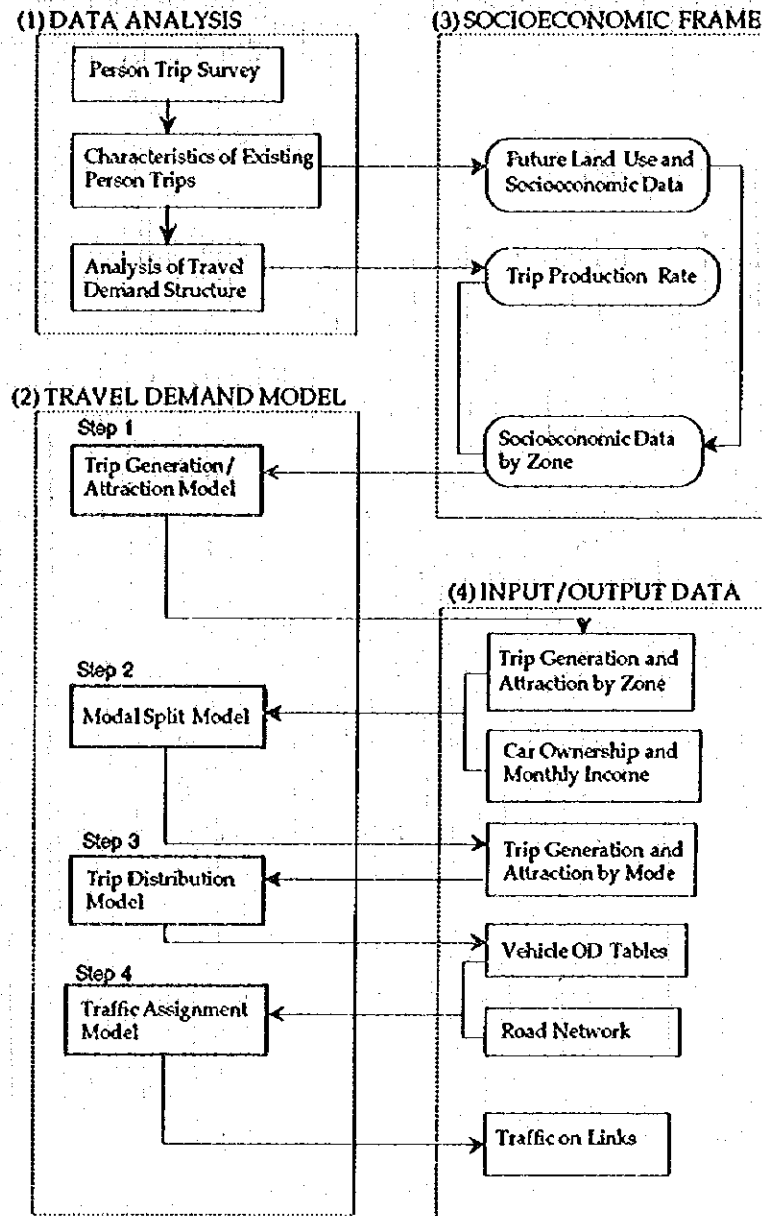 (1) DATA ANALYSIS
Person Trip Survey
Characteristics of Existing
Person Trips
Analysis of Travel
Demand Structure
(3) SOCIOECONOMIC FRAME
Future Land Use and
Socioeconomic Data
Trip Production Rate
Socioeconomic Data
by Zone
(2) TRAVEL DEMAND MODEL
Step 1
Trip Generation/
Attraction Model
Step 2
Modal Split Model
Step 3
Trip Distribution
Model
Step 4
Traffic Assignment
Model
(4) INPUT/OUTPUT DATA
Trip Generation and
Attraction by Zone
Car Ownership and
Monthly Income
Trip Generation and
Attraction by Mode
Vehicle OD Tables
Road Network
Traffic on Links